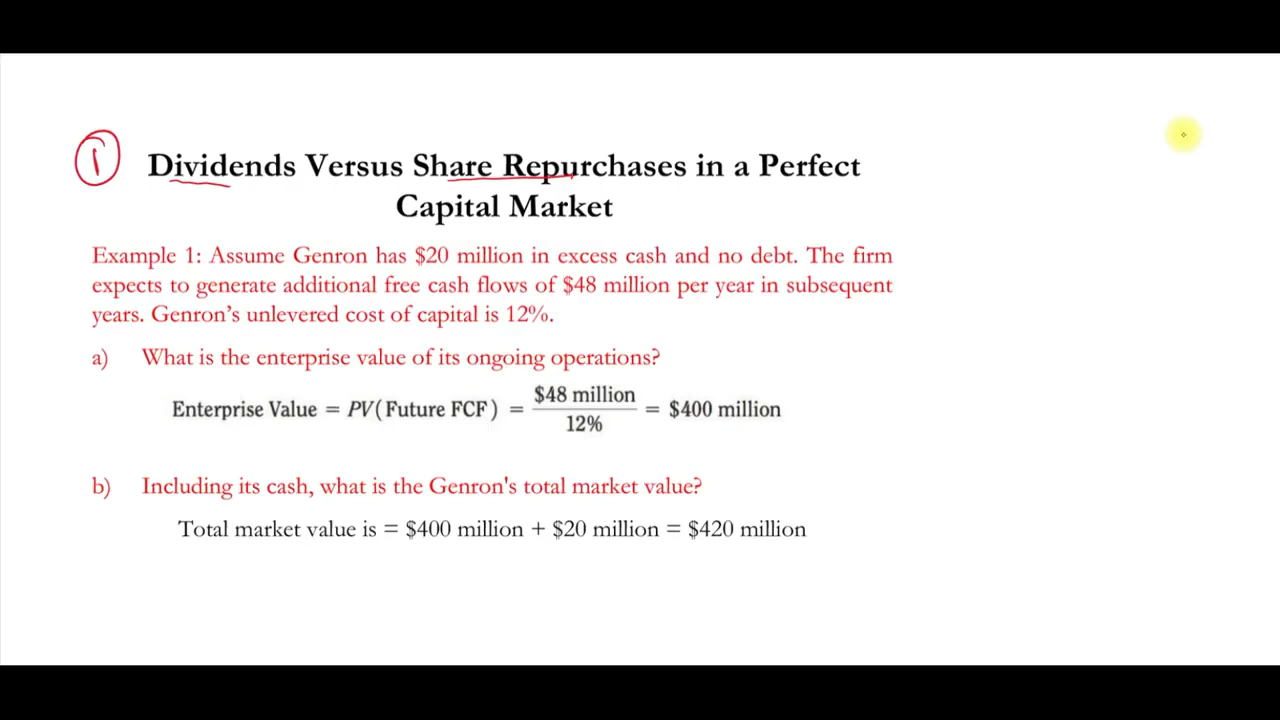 1
Dividends Versus Share Repurchases in a Perfect
Capital Market
Example 1: Assume Genron has $20 million in excess cash and no debt. The firm
expects to generate additional free cash flows of $48 million per year in subsequent
years. Genron’s unlevered cost of capital is 12%.
a) What is the enterprise value of its ongoing operations?
Enterprise Value = PV(Future FCF) = $48 million / 12% = $400 million
b) Including its cash, what is the Genron's total market value?
Total market value is = $400 million + $20 million = $420 million